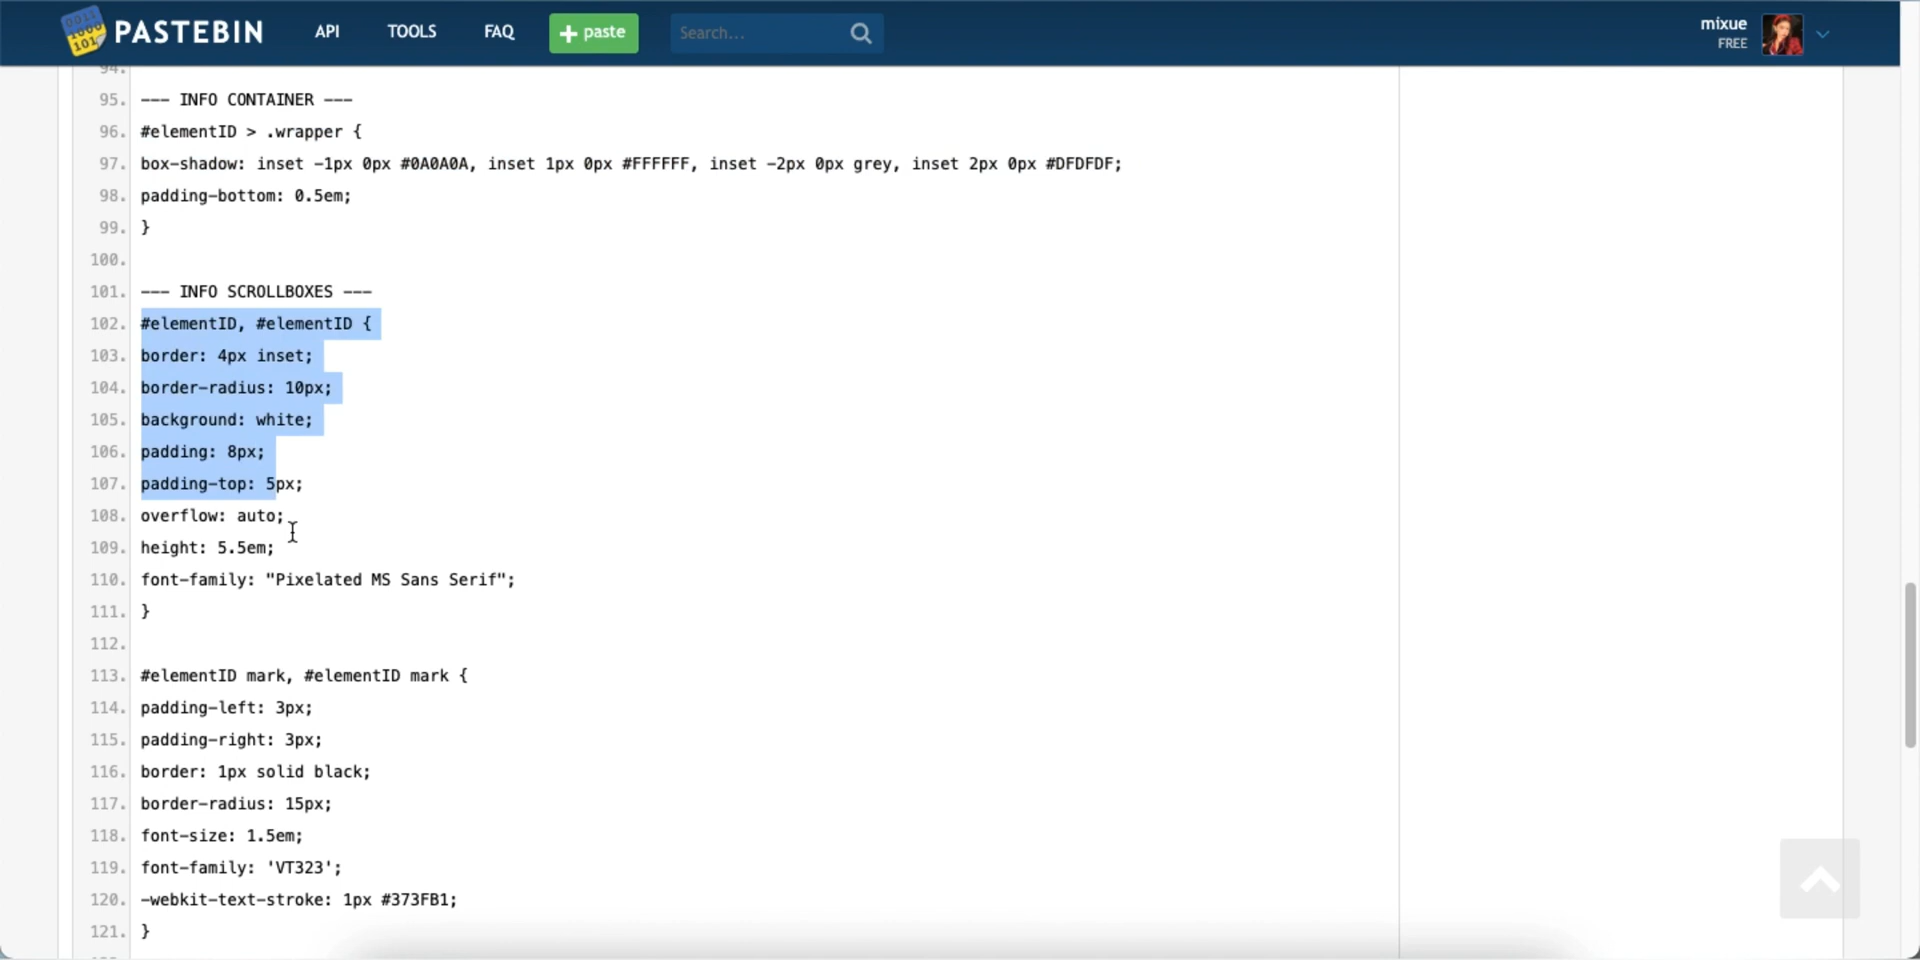 PASTEBIN API TOOLS FAQ + paste Search... mixue
FREE
94.
95. --- INFO CONTAINER ---
96. #elementID > .wrapper {
97. box-shadow: inset -1px 0px #0A0A0A, inset 1px 0px #FFFFFF, inset -2px 0px grey, inset 2px 0px #DFDFDF;
98. padding-bottom: 0.5em;
99. }
100.
101. --- INFO SCROLLBOXES ---
102. #elementID, #elementID {
103. border: 4px inset;
104. border-radius: 10px;
105. background: white;
106. padding: 8px;
107. padding-top: 5px;
108. overflow: auto;
109. height: 5.5em;
110. font-family: "Pixelated MS Sans Serif";
111. }
112.
113. #elementID mark, #elementID mark {
114. padding-left: 3px;
115. padding-right: 3px;
116. border: 1px solid black;
117. border-radius: 15px;
118. font-size: 1.5em;
119. font-family: 'VT323';
120. -webkit-text-stroke: 1px #373FB1;
121. }